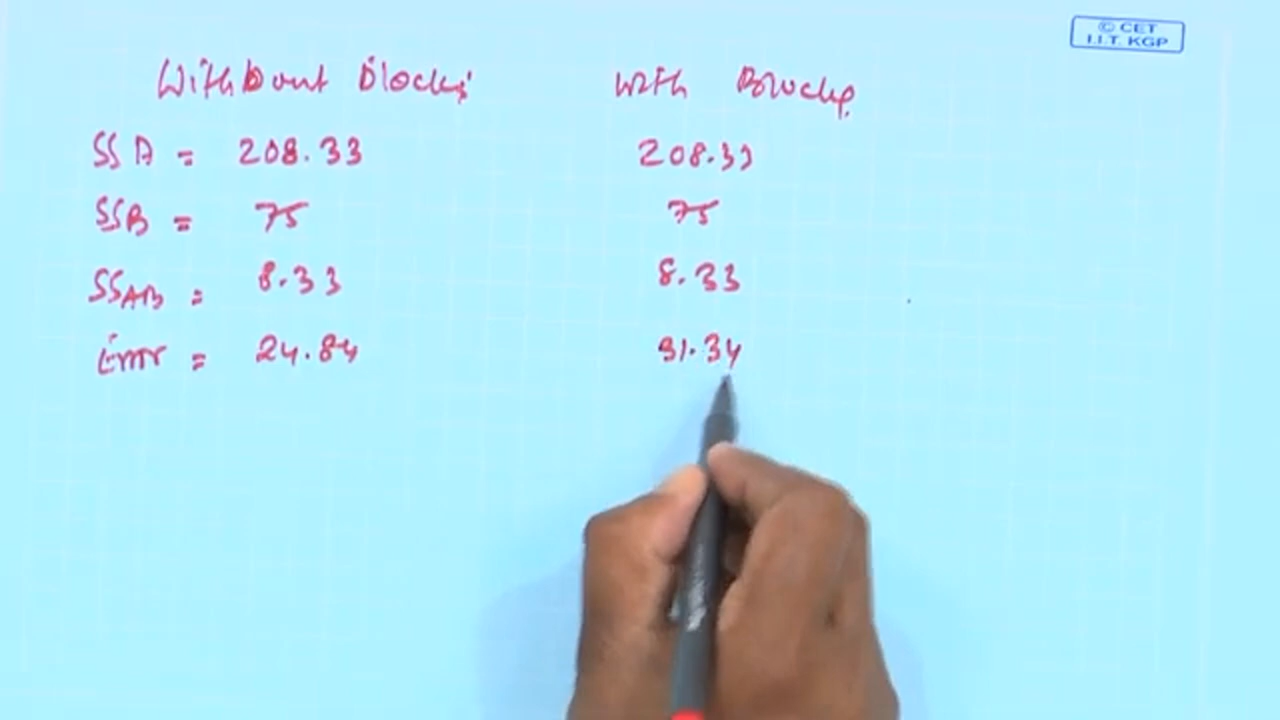 © CET
I.I.T. KGP
Without Blocks With Blocks
SSA = 208.33 208.33
SSB = 75 75
SSAB = 8.33 8.33
Error = 24.84 31.34